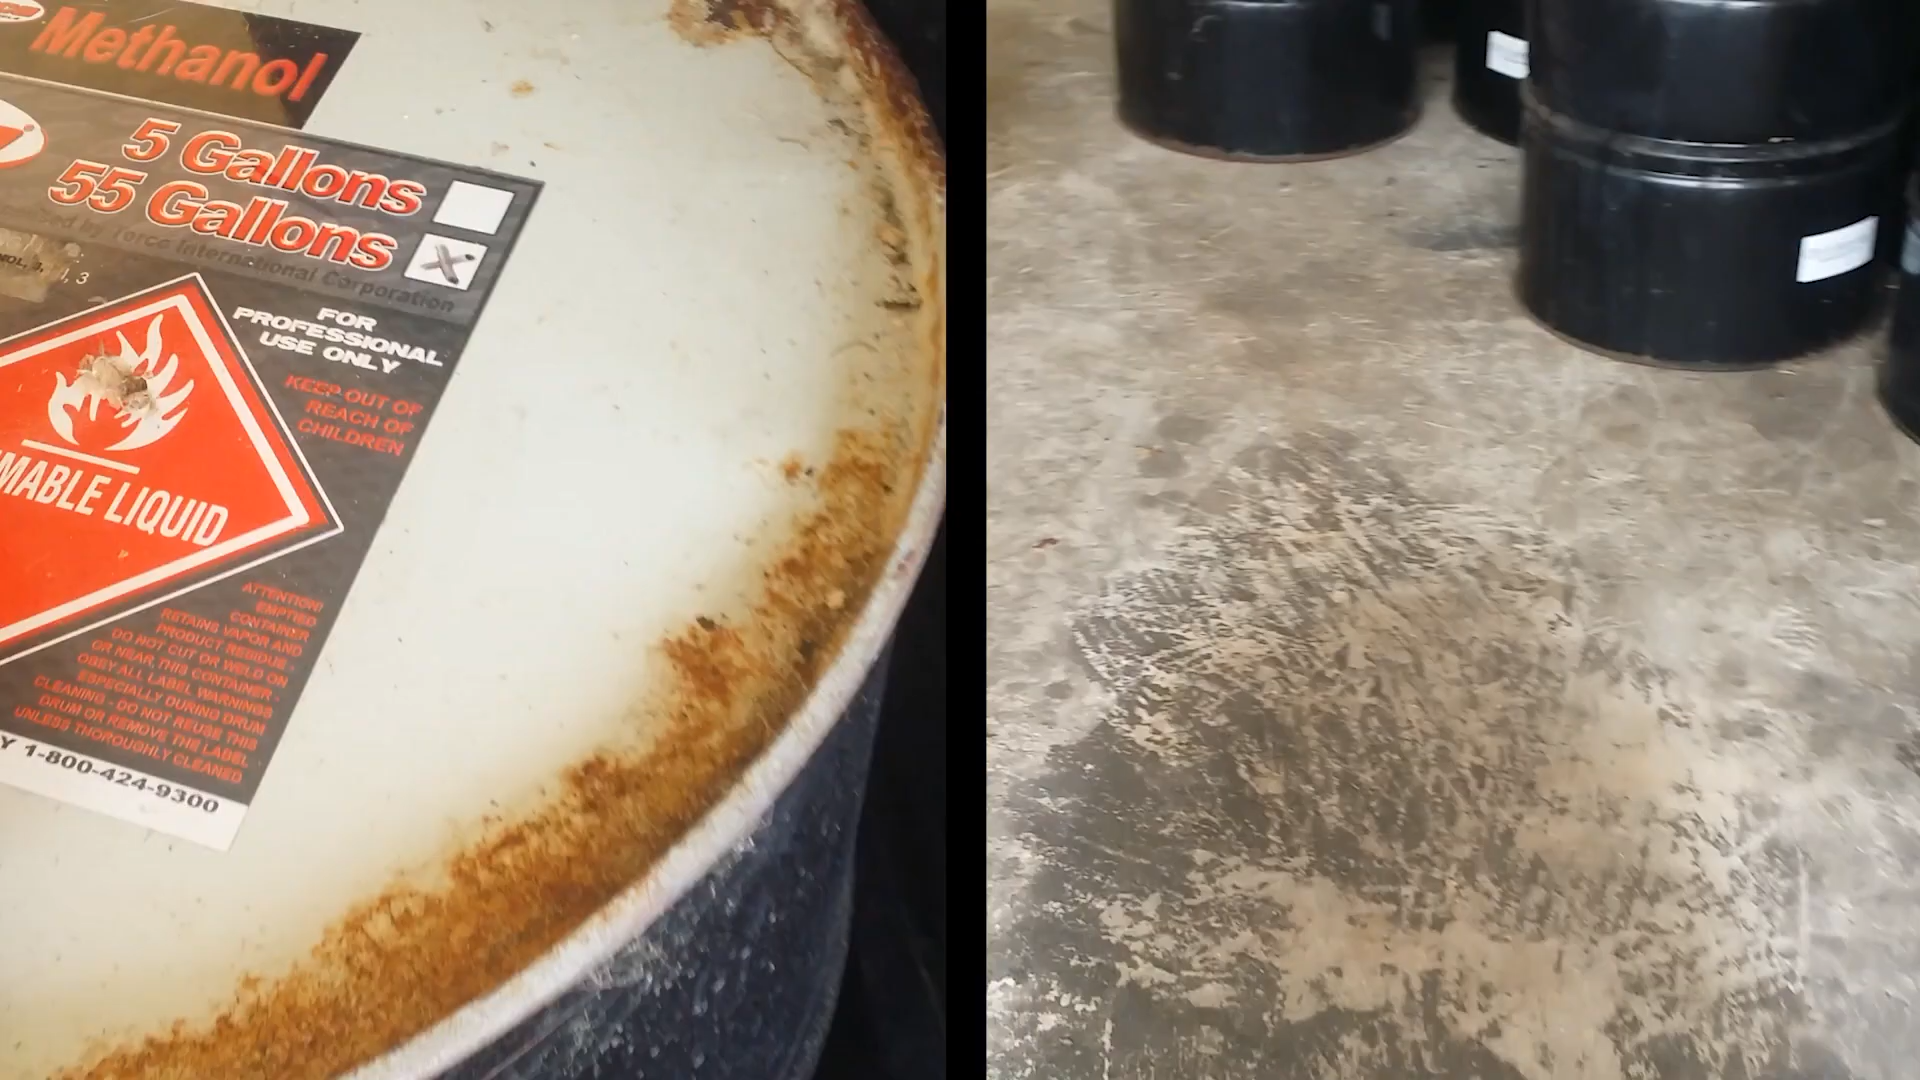 Methanol
5 Gallons
55 Gallons
by Torco International Corporation
FOR
PROFESSIONAL
USE ONLY
KEEP OUT OF
REACH OF
CHILDREN
MABLE LIQUID
ATTENTION!
EMPTIED
CONTAINER
RETAINS VAPOR AND
PRODUCT RESIDUE -
DO NOT CUT OR WELD ON
OR NEAR THIS CONTAINER -
OBEY ALL LABEL WARNINGS
ESPECIALLY DURING DRUM
CLEANING - DO NOT REUSE THIS
DRUM OR REMOVE THE LABEL
UNLESS THOROUGHLY CLEANED
Y 1-800-424-9300